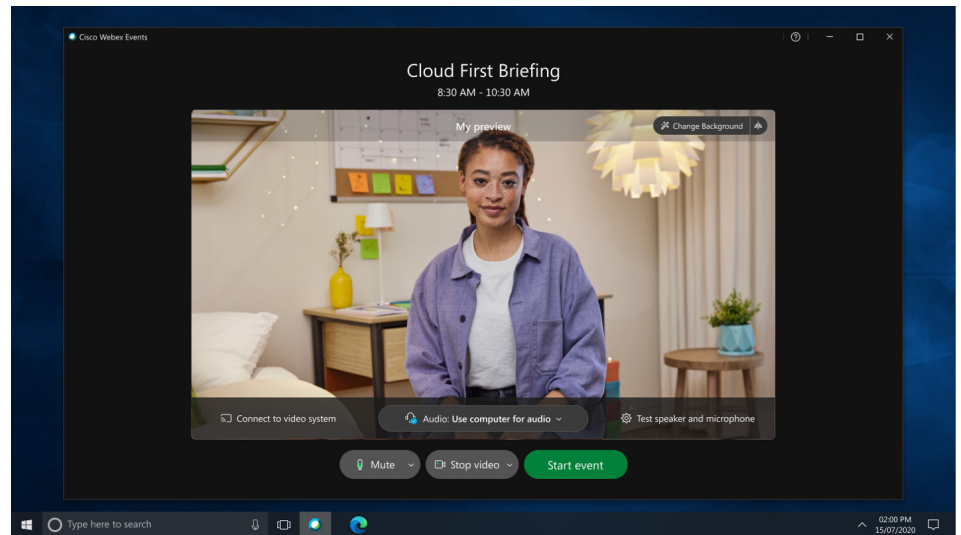 Cisco Webex Events
Cloud First Briefing
8:30 AM - 10:30 AM
My preview
Change Background
Connect to video system
Audio: Use computer for audio
Test speaker and microphone
Mute
Stop video
Start event
Type here to search
02:00 PM
15/07/2020